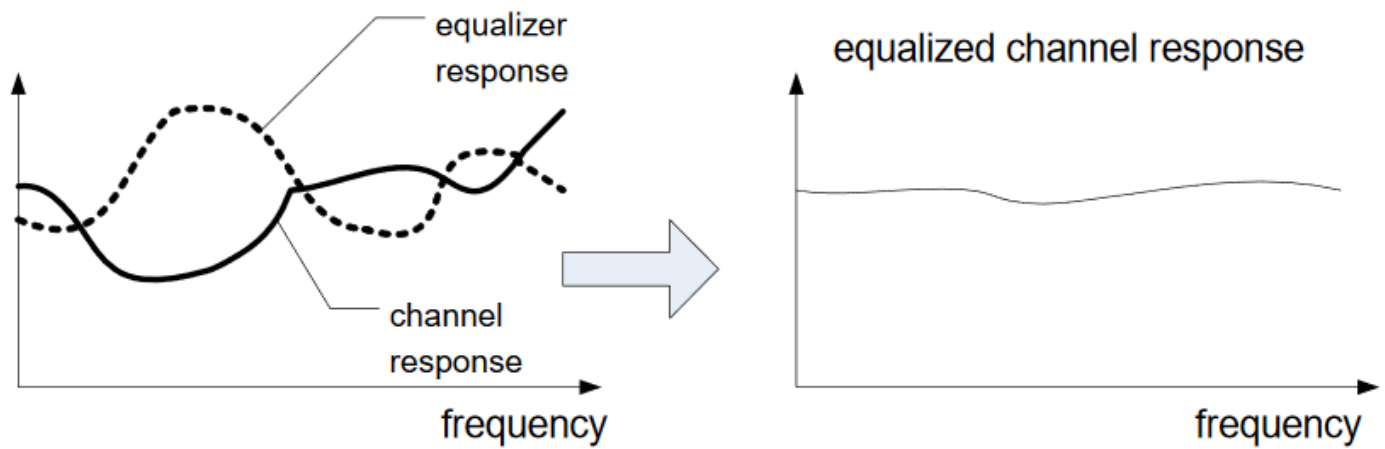 equalizer
response
channel
response
frequency
equalized channel response
frequency